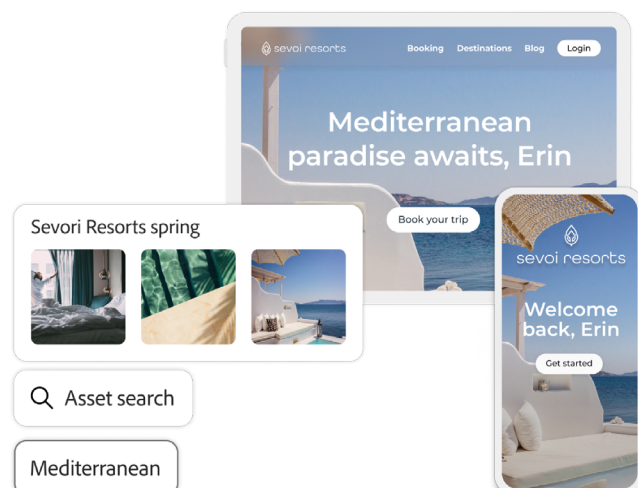 sevoi resorts
Booking Destinations Blog Login
Mediterranean
paradise awaits, Erin
Book your trip
Sevori Resorts spring
Asset search
Mediterranean
sevoi resorts
Welcome
back, Erin
Get started